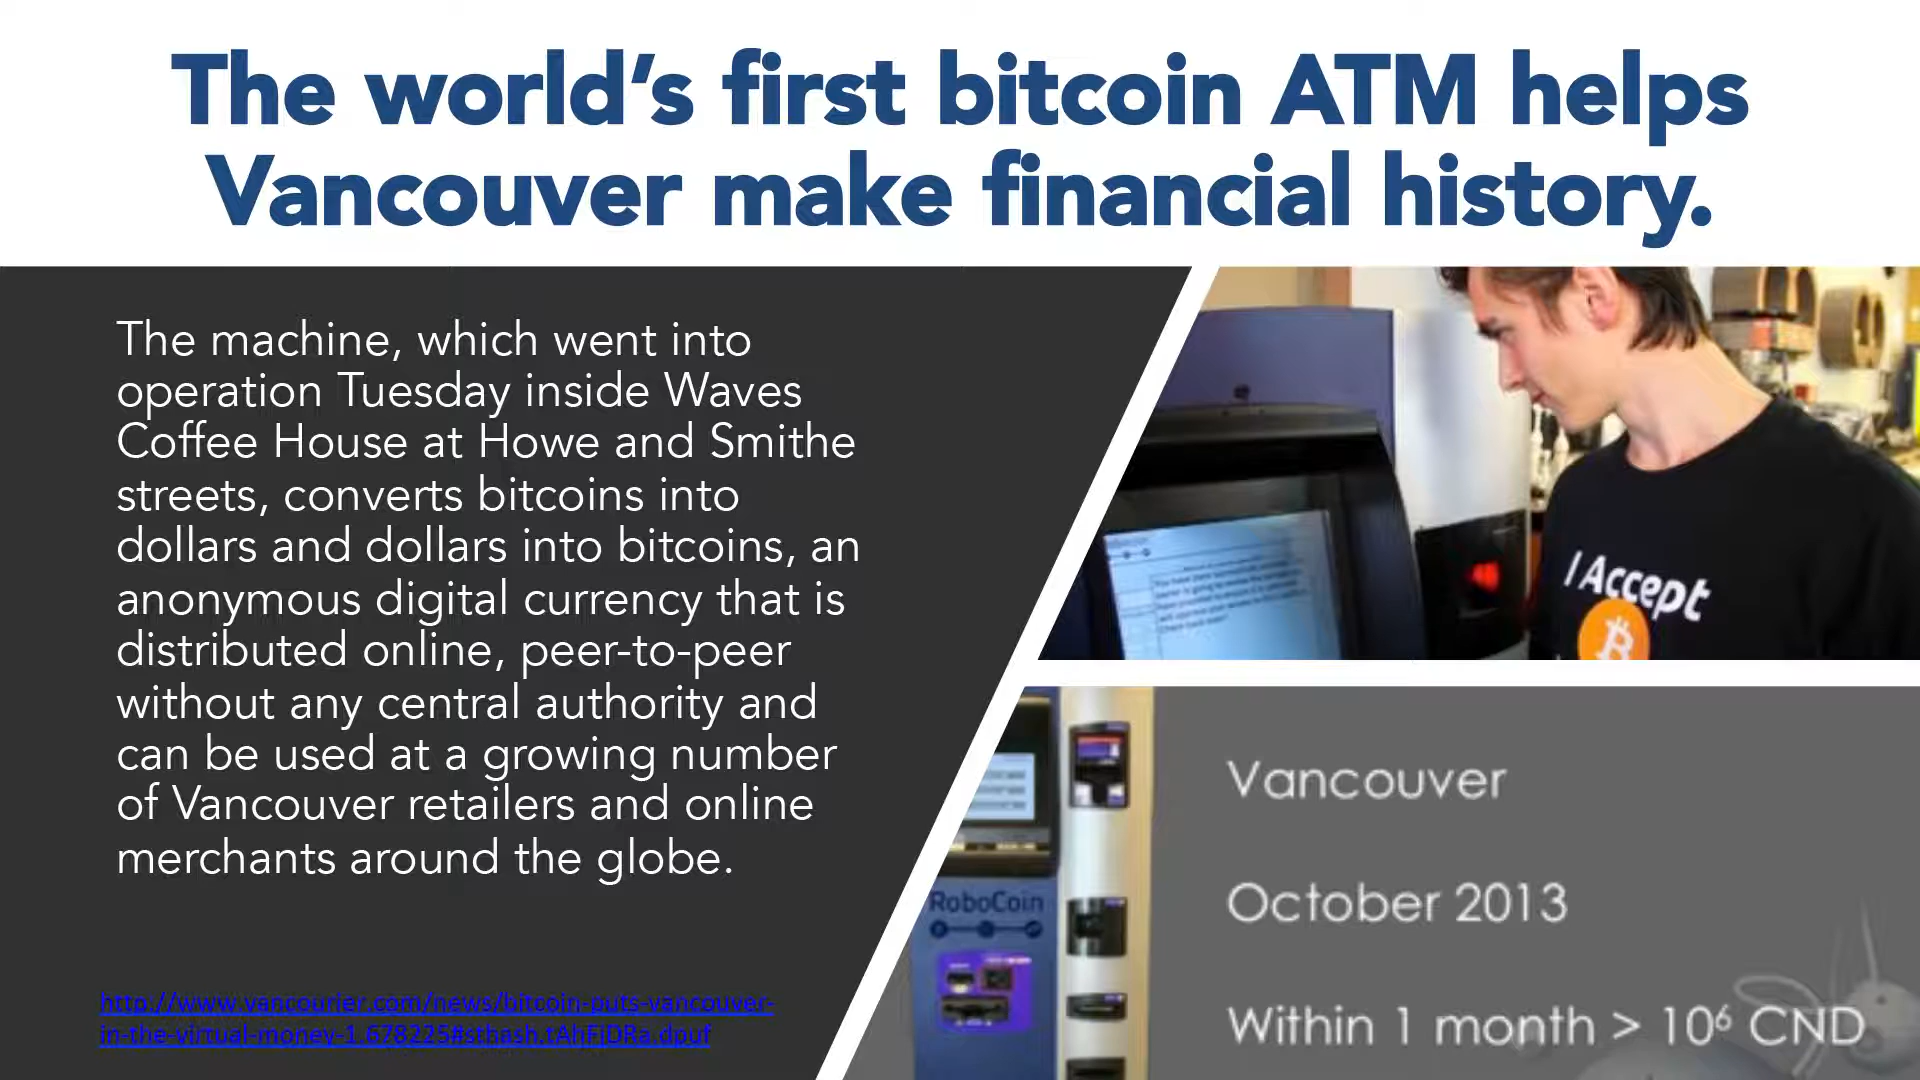 The world’s first bitcoin ATM helps
Vancouver make financial history.
The machine, which went into
operation Tuesday inside Waves
Coffee House at Howe and Smithe
streets, converts bitcoins into
dollars and dollars into bitcoins, an
anonymous digital currency that is
distributed online, peer-to-peer
without any central authority and
can be used at a growing number
of Vancouver retailers and online
merchants around the globe.
http://www.vancourier.com/news/bitcoin-puts-vancouver-
in-the-virtual-money-1.678225#sthash.tAhFjDRa.dpuf
I Accept
RoboCoin
Vancouver
October 2013
Within 1 month > 10⁶ CND